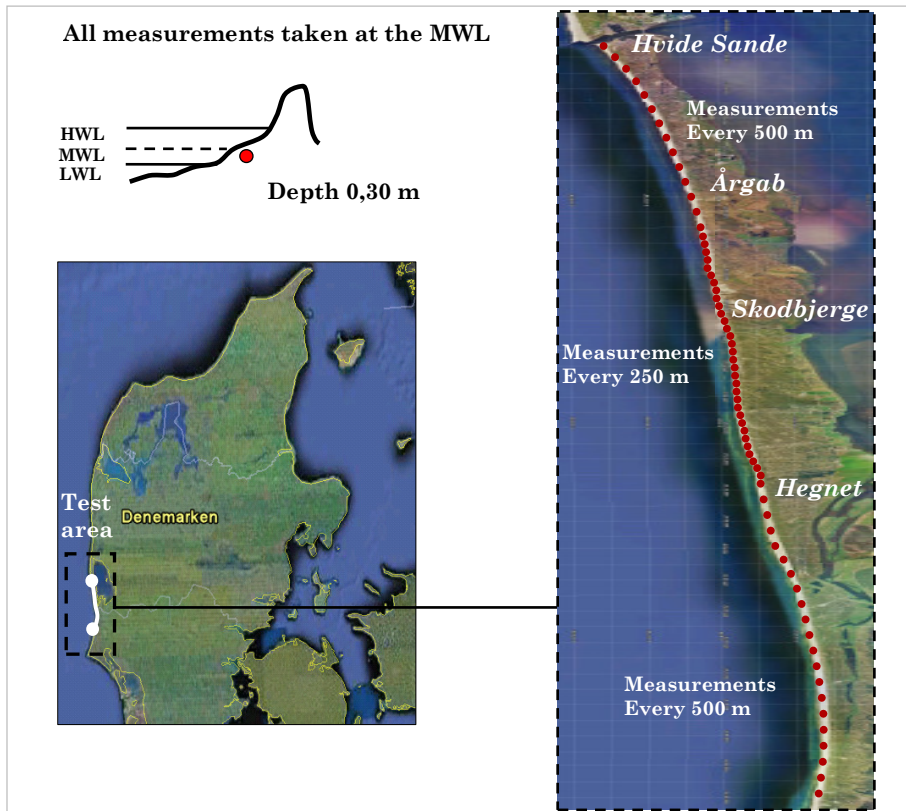 All measurements taken at the MWL
HWL
MWL
LWL
Depth 0,30 m
Test
area
Denemarken
Hvide Sande
Measurements
Every 500 m
Årgab
Skodbjerge
Measurements
Every 250 m
Hegnet
Measurements
Every 500 m